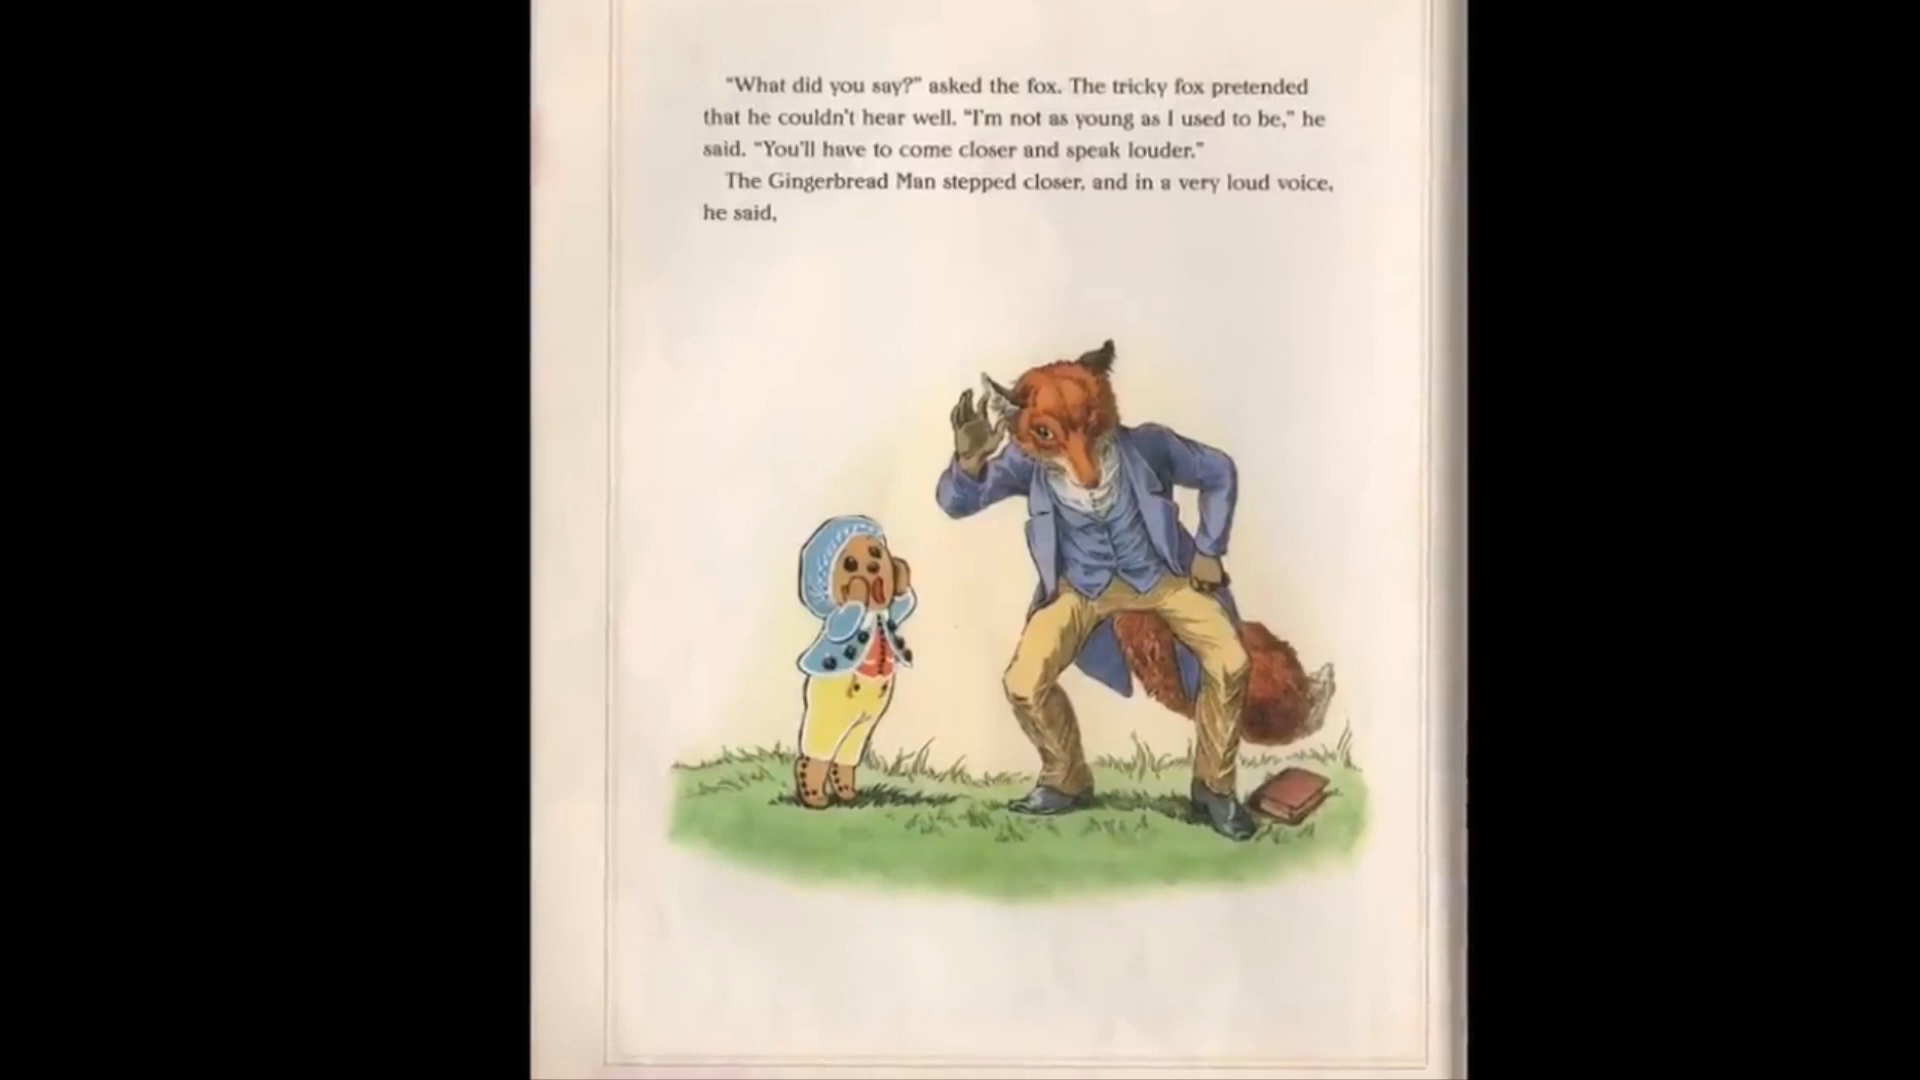 "What did you say?" asked the fox. The tricky fox pretended
that he couldn't hear well. "I'm not as young as I used to be," he
said. "You'll have to come closer and speak louder."
The Gingerbread Man stepped closer, and in a very loud voice,
he said,